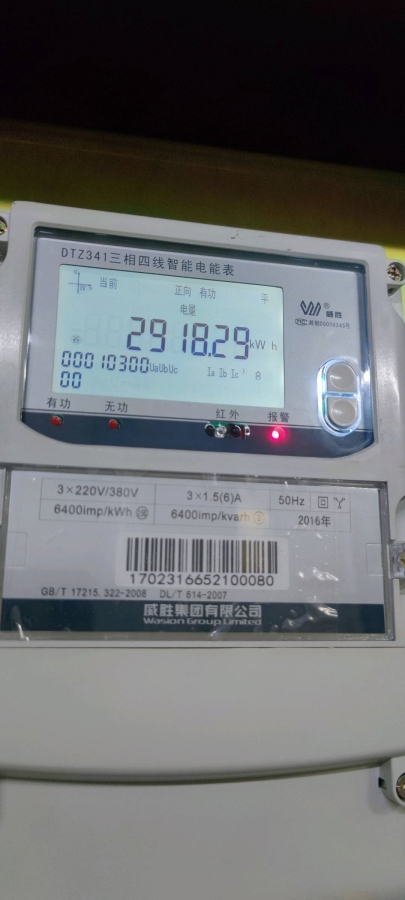 DTZ341三相四线智能电能表
当前
正向 有功 平
电量
2918.29 kWh
00010300 UaUbUc Ia Ib Ic
00
威胜
有功 无功 红外 报警
3×220V/380V 3×1.5(6)A 50Hz
6400imp/kWh 6400imp/kvarh 2016年
1702316652100080
GB/T 17215.322-2008 DL/T 614-2007
威胜集团有限公司
Wasion Group Limited